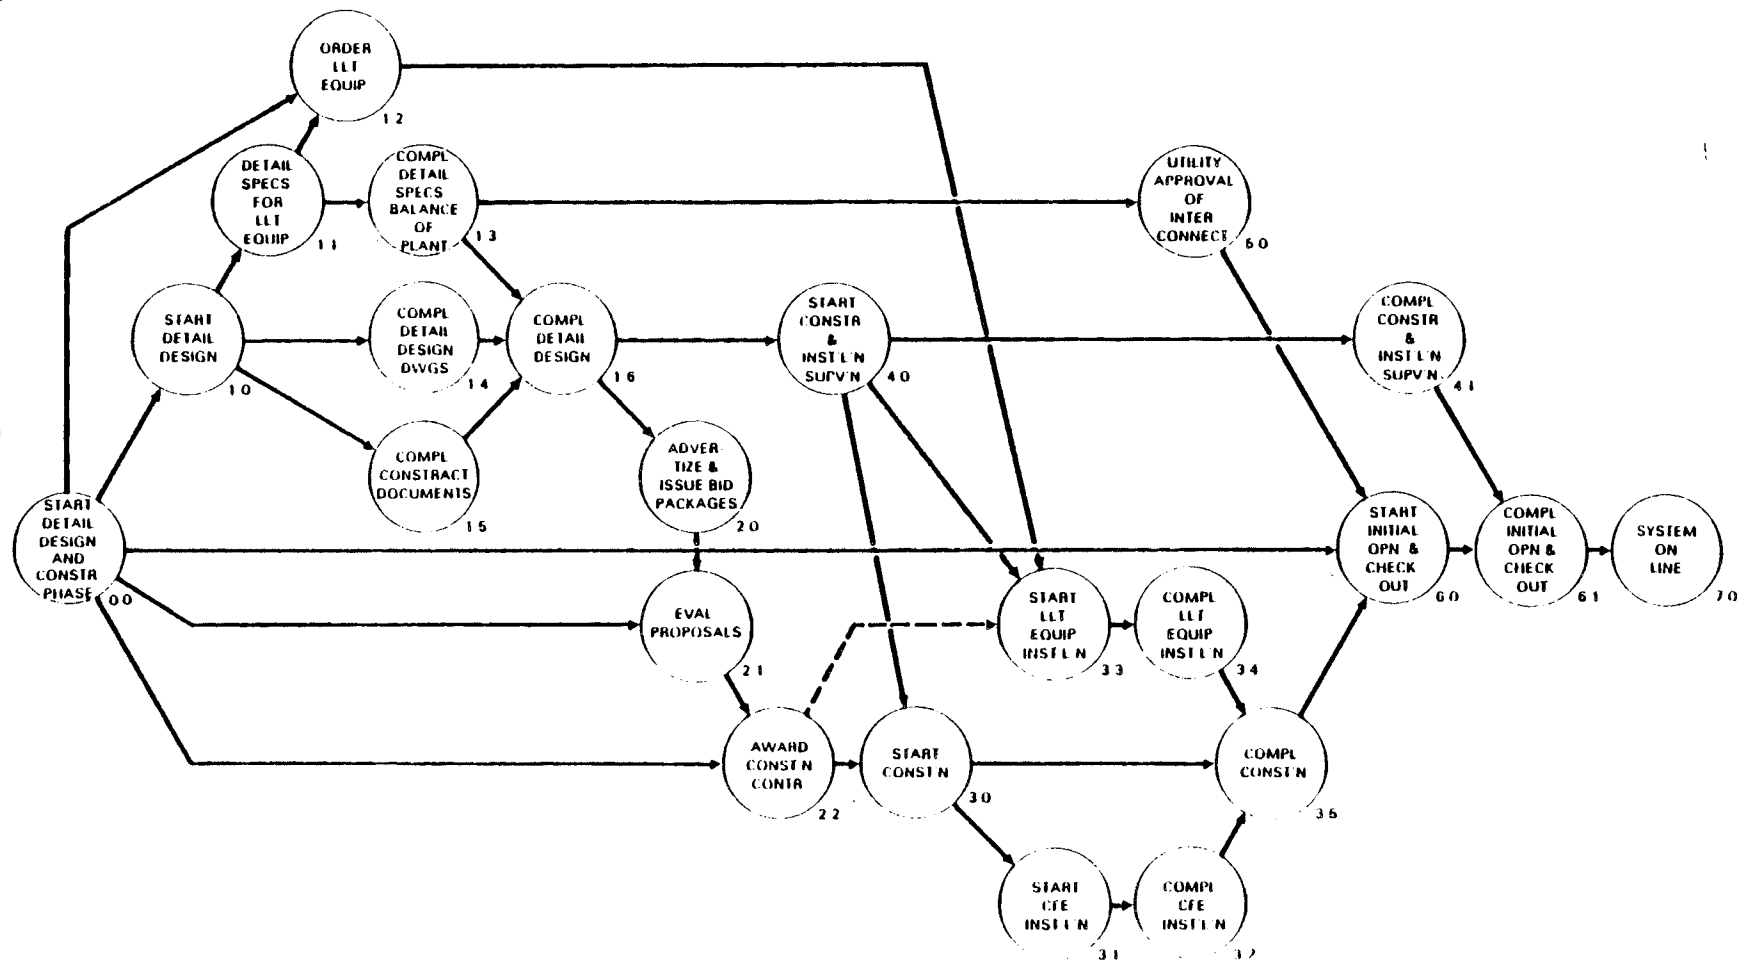 ORDER
LLT
EQUIP
12
DETAIL
SPECS
FOR
LLT
EQUIP
11
COMPL
DETAIL
SPECS
BALANCE
OF
PLANT
13
UTILITY
APPROVAL
OF
INTER
CONNECT
START
DETAIL
DESIGN
10
COMPL
DETAIL
DESIGN
DWGS
14
COMPL
DETAIL
DESIGN
16
START
CONSTR
&
INST'L'N
SUPV'N
40
COMPL
CONSTR
&
INST'L'N
SUPV'N
41
COMPL
CONSTRACT
DOCUMENTS
15
ADVER-
TIZE &
ISSUE BID
PACKAGES
20
START
DETAIL
DESIGN
AND
CONSTR
PHASE
00
START
INITIAL
OPN &
CHECK
OUT
60
COMPL
INITIAL
OPN &
CHECK
OUT
61
SYSTEM
ON
LINE
70
EVAL
PROPOSALS
21
START
LLT
EQUIP
INST'L'N
33
COMPL
LLT
EQUIP
INST'L'N
34
AWARD
CONST'N
CONTR
22
START
CONST'N
30
COMPL
CONST'N
35
START
CFE
INST'L'N
31
COMPL
CFE
INST'L'N
32